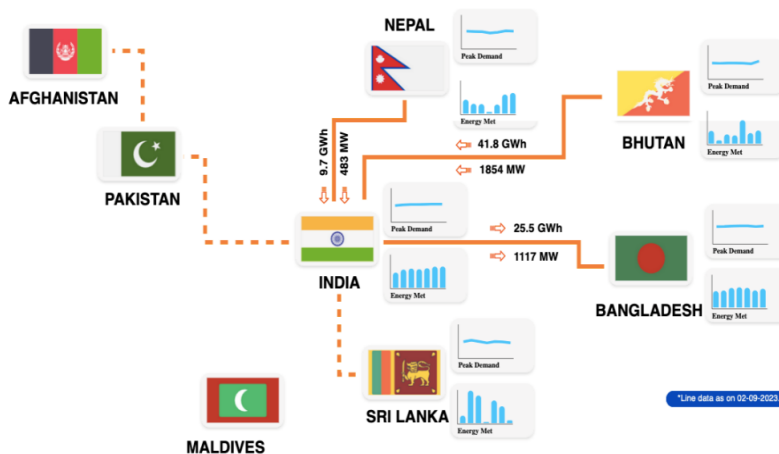 NEPAL
Peak Demand
Energy Met
AFGHANISTAN
PAKISTAN
9.7 GWh
483 MW
41.8 GWh
1854 MW
Peak Demand
Energy Met
BHUTAN
Peak Demand
Energy Met
INDIA
25.5 GWh
1117 MW
Peak Demand
Energy Met
BANGLADESH
Peak Demand
Energy Met
SRI LANKA
MALDIVES
*Line data as on 02-09-2023.